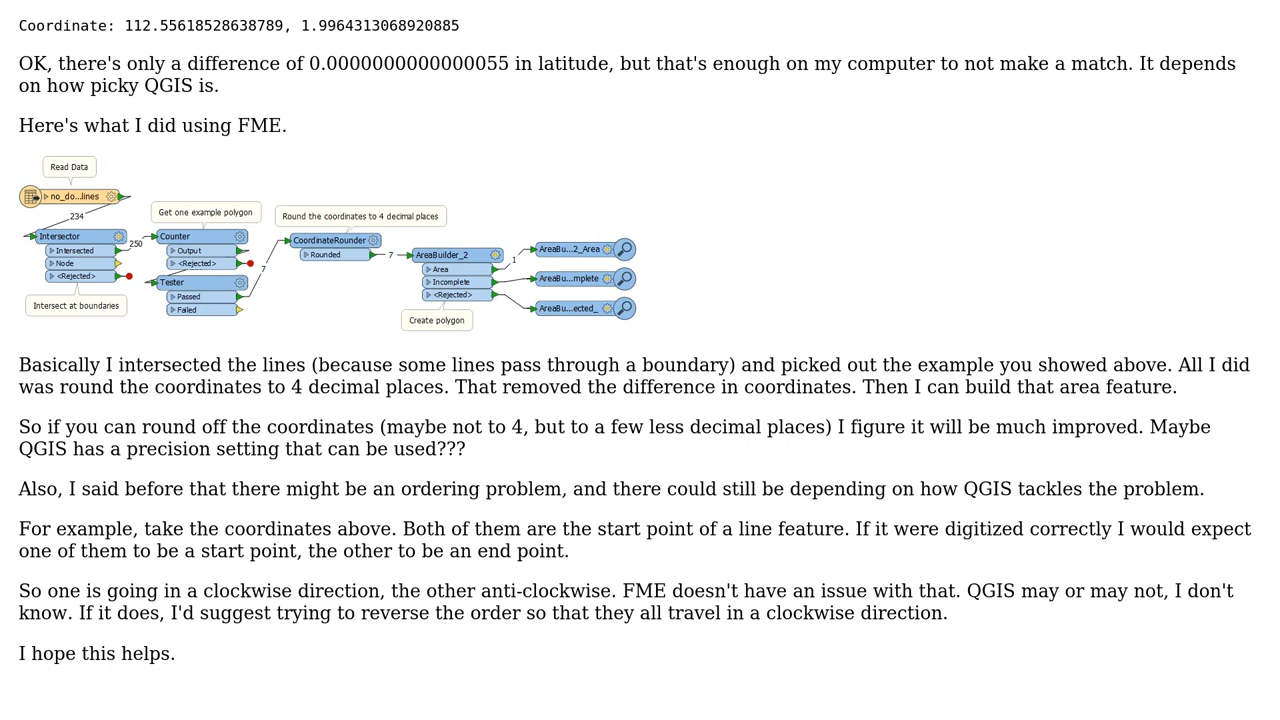 Coordinate: 112.55618528638789, 1.9964313068920885
OK, there's only a difference of 0.0000000000000055 in latitude, but that's enough on my computer to not make a match. It depends
on how picky QGIS is.
Here's what I did using FME.
Read Data
no_do...lines
234
Get one example polygon
Round the coordinates to 4 decimal places
Intersector
Intersected
Node
<Rejected>
250
Counter
Output
<Rejected>
Tester
Passed
Failed
7
CoordinateRounder
Rounded
7
AreaBuilder_2
Area
Incomplete
<Rejected>
1
AreaBu...2_Area
AreaBu...mplete
AreaBu...ected_
Intersect at boundaries
Create polygon
Basically I intersected the lines (because some lines pass through a boundary) and picked out the example you showed above. All I did
was round the coordinates to 4 decimal places. That removed the difference in coordinates. Then I can build that area feature.
So if you can round off the coordinates (maybe not to 4, but to a few less decimal places) I figure it will be much improved. Maybe
QGIS has a precision setting that can be used???
Also, I said before that there might be an ordering problem, and there could still be depending on how QGIS tackles the problem.
For example, take the coordinates above. Both of them are the start point of a line feature. If it were digitized correctly I would expect
one of them to be a start point, the other to be an end point.
So one is going in a clockwise direction, the other anti-clockwise. FME doesn't have an issue with that. QGIS may or may not, I don't
know. If it does, I'd suggest trying to reverse the order so that they all travel in a clockwise direction.
I hope this helps.